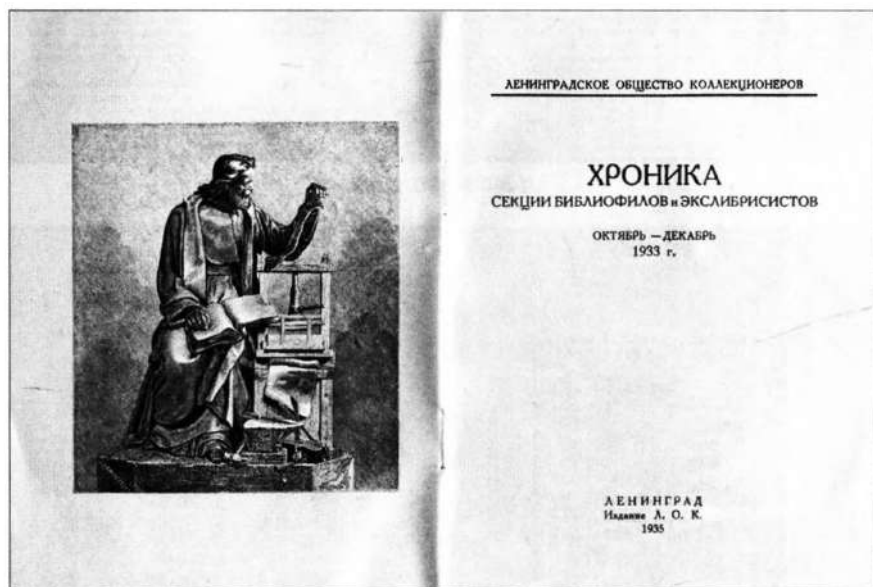 ЛЕНИНГРАДСКОЕ ОБЩЕСТВО КОЛЛЕКЦИОНЕРОВ
ХРОНИКА
СЕКЦИИ БИБЛИОФИЛОВ и ЭКСЛИБРИСИСТОВ
ОКТЯБРЬ — ДЕКАБРЬ
1933 г.
ЛЕНИНГРАД
Издание Л. О. К.
1935